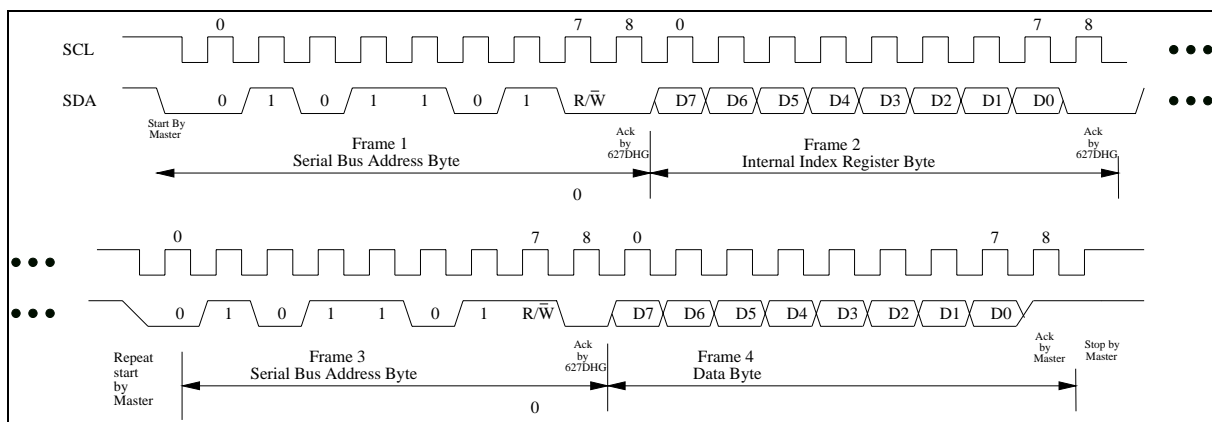 0 7 8 0 7 8
SCL
SDA 0 1 0 1 1 0 1 R/W̅ D7 D6 D5 D4 D3 D2 D1 D0
Start By
Master
Frame 1
Serial Bus Address Byte
Ack
by
627DHG
Frame 2
Internal Index Register Byte
Ack
by
627DHG
0
0 7 8 0 7 8
0 1 0 1 1 0 1 R/W̅ D7 D6 D5 D4 D3 D2 D1 D0
Repeat
start
by
Master
Frame 3
Serial Bus Address Byte
Ack
by
627DHG
Frame 4
Data Byte
Ack
by
Master
Stop by
Master
0